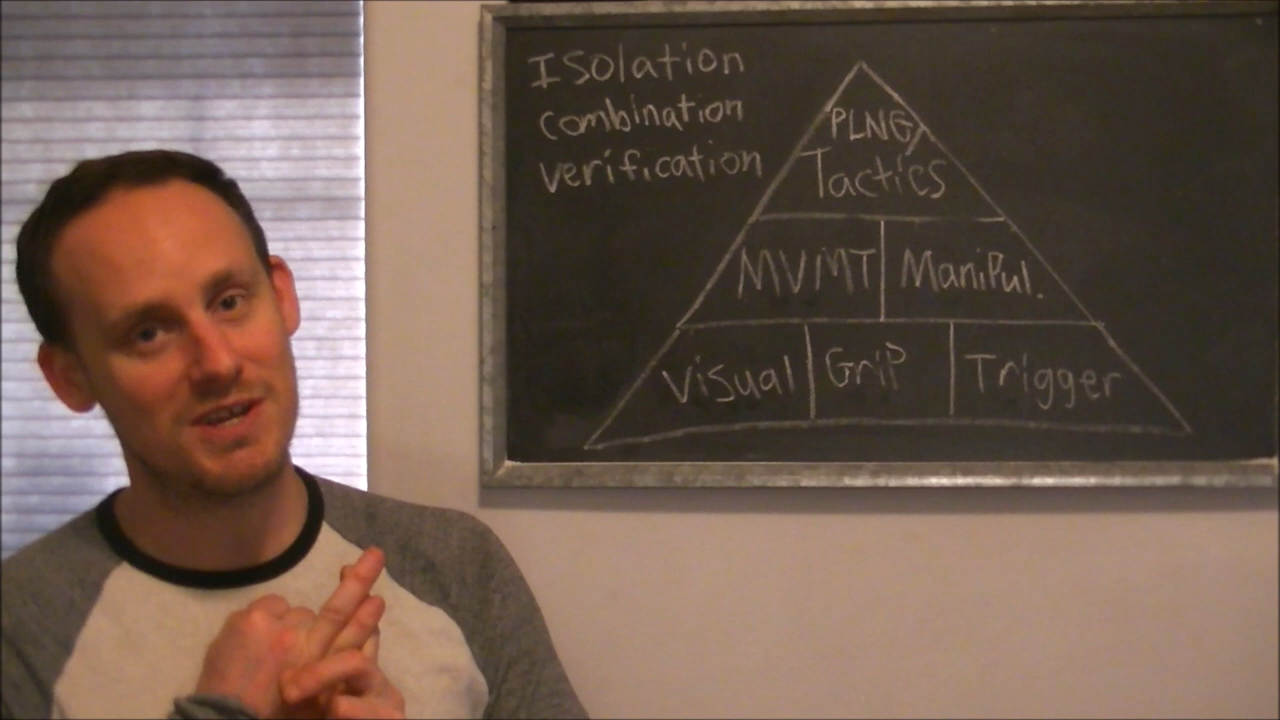 Isolation
combination
verification
PLNG/
Tactics
MVMT Manipul.
Visual Grip Trigger